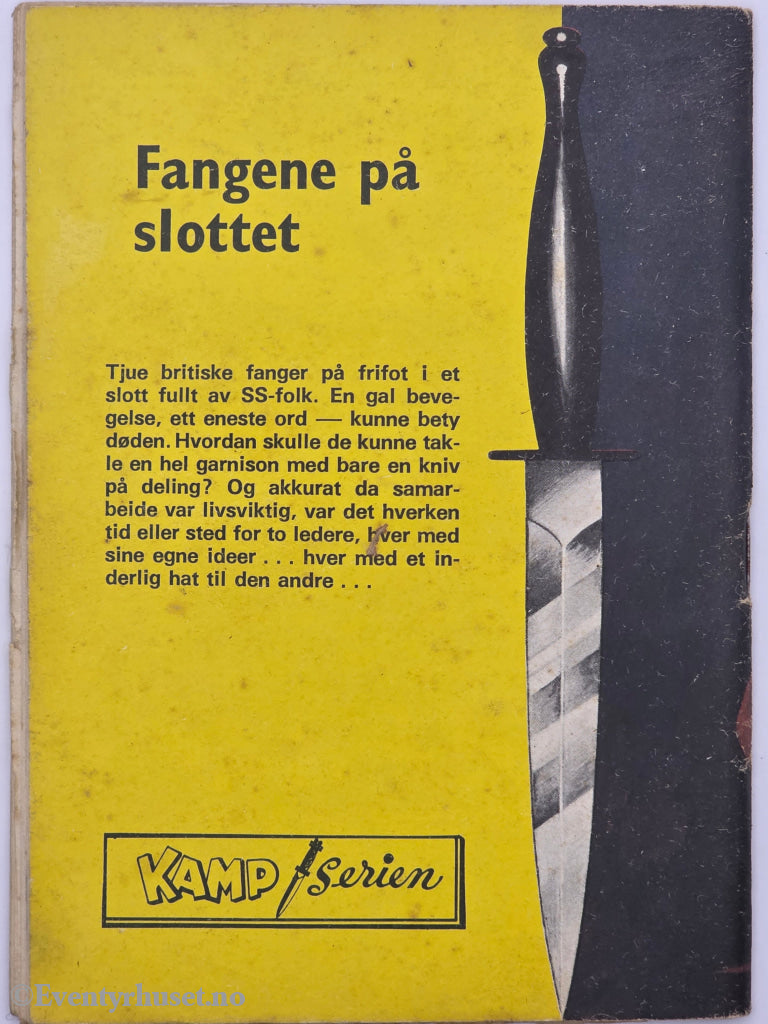 Fangene på
slottet
Tjue britiske fanger på frifot i et
slott fullt av SS-folk. En gal beve-
gelse, ett eneste ord — kunne bety
døden. Hvordan skulle de kunne tak-
le en hel garnison med bare en kniv
på deling? Og akkurat da samar-
beide var livsviktig, var det hverken
tid eller sted for to ledere, hver med
sine egne ideer . . . hver med et in-
derlig hat til den andre . . .
KAMP serien
©Eventyrhuset.no